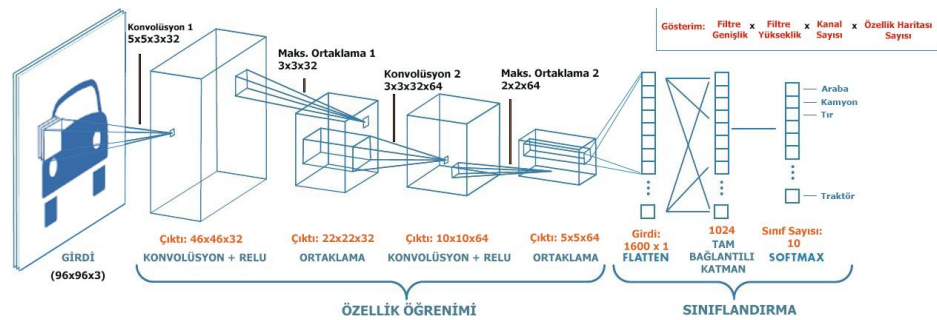 Gösterim: Filtre Genişlik x Filtre Yükseklik x Kanal Sayısı x Özellik Haritası Sayısı
Konvolüsyon 1
5x5x3x32
Maks. Ortaklama 1
3x3x32
Konvolüsyon 2
3x3x32x64
Maks. Ortaklama 2
2x2x64
Araba
Kamyon
Tır
Traktör
Çıktı: 46x46x32
Çıktı: 22x22x32
Çıktı: 10x10x64
Çıktı: 5x5x64
Girdi:
1600 x 1
1024
Sınıf Sayısı:
10
GİRDİ
(96x96x3)
KONVOLÜSYON + RELU
ORTAKLAMA
KONVOLÜSYON + RELU
ORTAKLAMA
FLATTEN
TAM
BAĞLANTILI
KATMAN
SOFTMAX
ÖZELLİK ÖĞRENİMİ
SINIFLANDIRMA